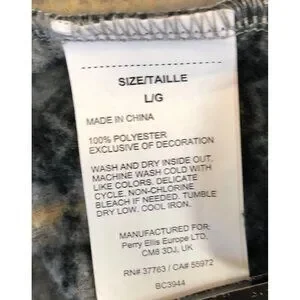 SIZE/TAILLE
L/G
MADE IN CHINA
100% POLYESTER
EXCLUSIVE OF DECORATION
WASH AND DRY INSIDE OUT.
MACHINE WASH COLD WITH
LIKE COLORS. DELICATE
CYCLE. NON-CHLORINE
BLEACH IF NEEDED. TUMBLE
DRY LOW. COOL IRON.
MANUFACTURED FOR:
Perry Ellis Europe LTD,
CM8 3DJ, UK
RN# 37763 / CA# 55972
BC3944